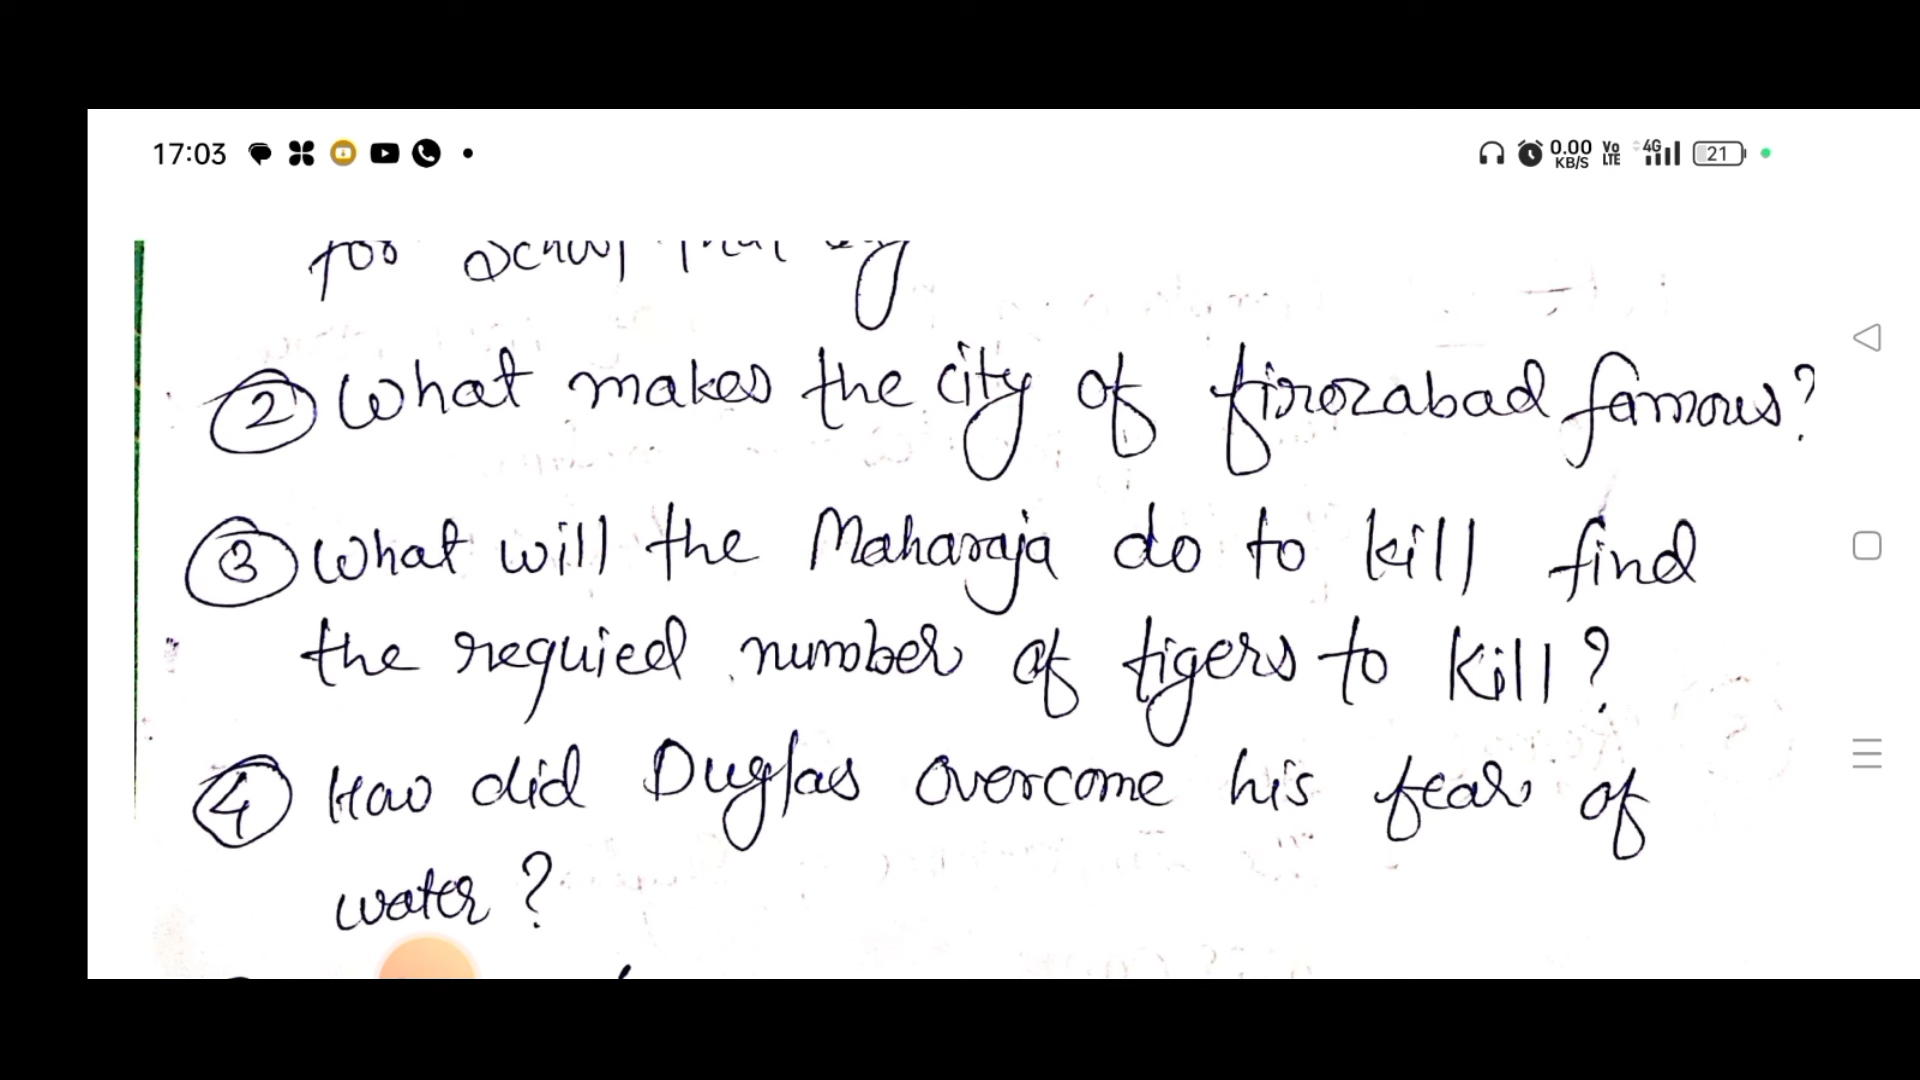 17:03
0.00 KB/S Vo LTE 4G 21
② What makes the city of firozabad famous?
③ What will the Maharaja do to kill find
the requied number of tigers to kill?
④ How did Duglas overcome his fear of
water?